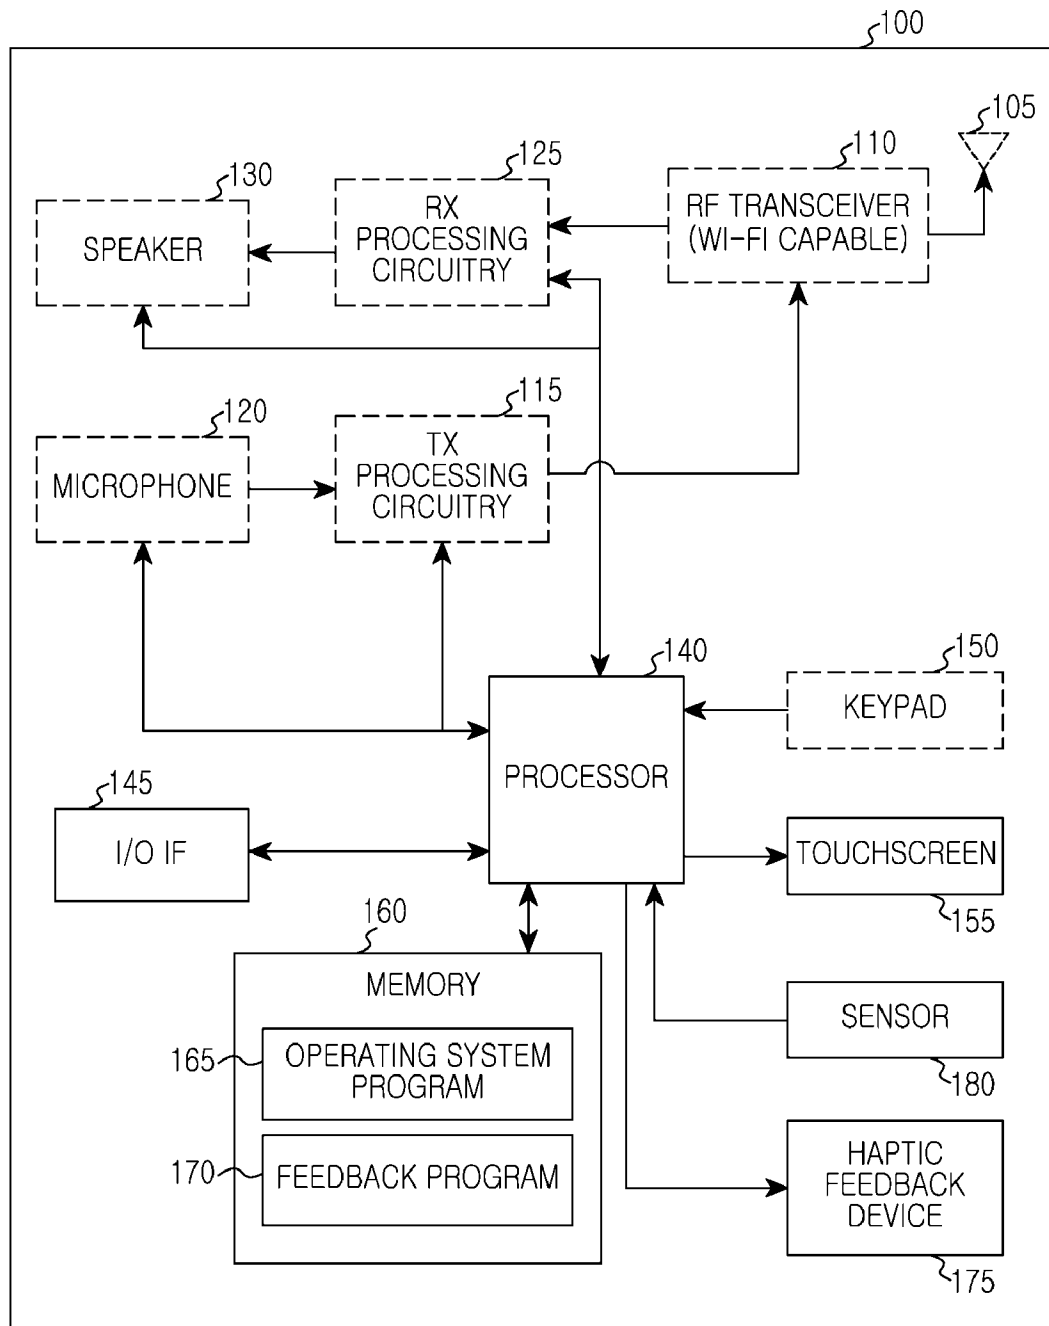 100
105
110
125
130
RF TRANSCEIVER
(WI-FI CAPABLE)
RX
PROCESSING
CIRCUITRY
SPEAKER
115
120
TX
PROCESSING
CIRCUITRY
MICROPHONE
140
150
KEYPAD
PROCESSOR
145
I/O IF
TOUCHSCREEN
155
160
MEMORY
SENSOR
180
165
OPERATING SYSTEM
PROGRAM
170
FEEDBACK PROGRAM
HAPTIC
FEEDBACK
DEVICE
175